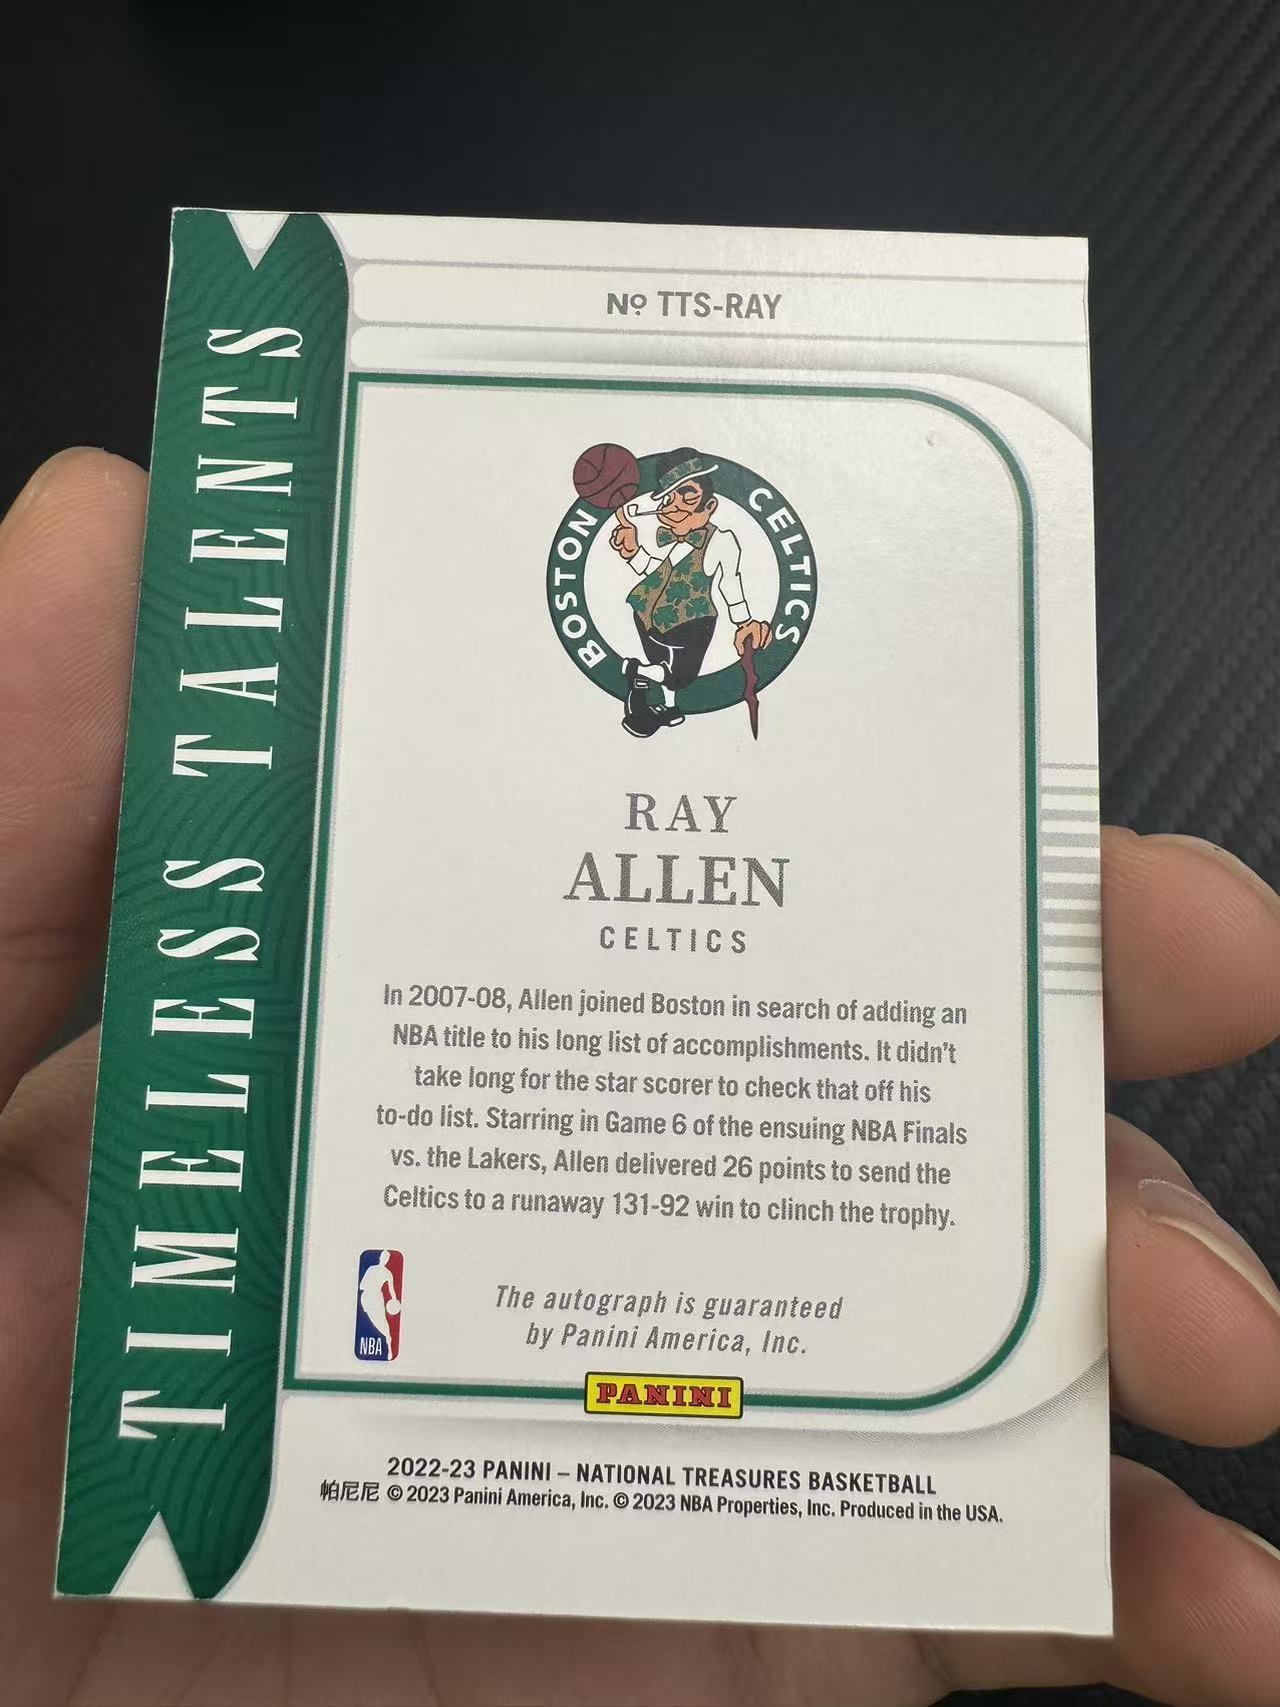 Nº TTS-RAY
TIMELESS TALENTS
BOSTON CELTICS
RAY
ALLEN
CELTICS
In 2007-08, Allen joined Boston in search of adding an
NBA title to his long list of accomplishments. It didn't
take long for the star scorer to check that off his
to-do list. Starring in Game 6 of the ensuing NBA Finals
vs. the Lakers, Allen delivered 26 points to send the
Celtics to a runaway 131-92 win to clinch the trophy.
NBA
The autograph is guaranteed
by Panini America, Inc.
PANINI
2022-23 PANINI – NATIONAL TREASURES BASKETBALL
帕尼尼 © 2023 Panini America, Inc. © 2023 NBA Properties, Inc. Produced in the USA.